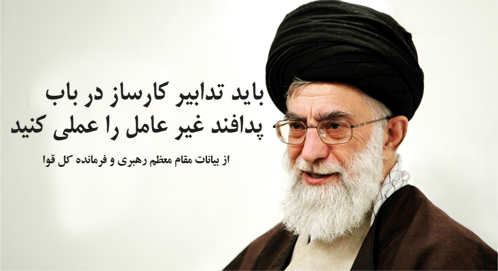 باید تدابیر کارساز در باب
پدافند غیر عامل را عملی کنید
از بیانات مقام معظم رهبری و فرمانده کل قوا